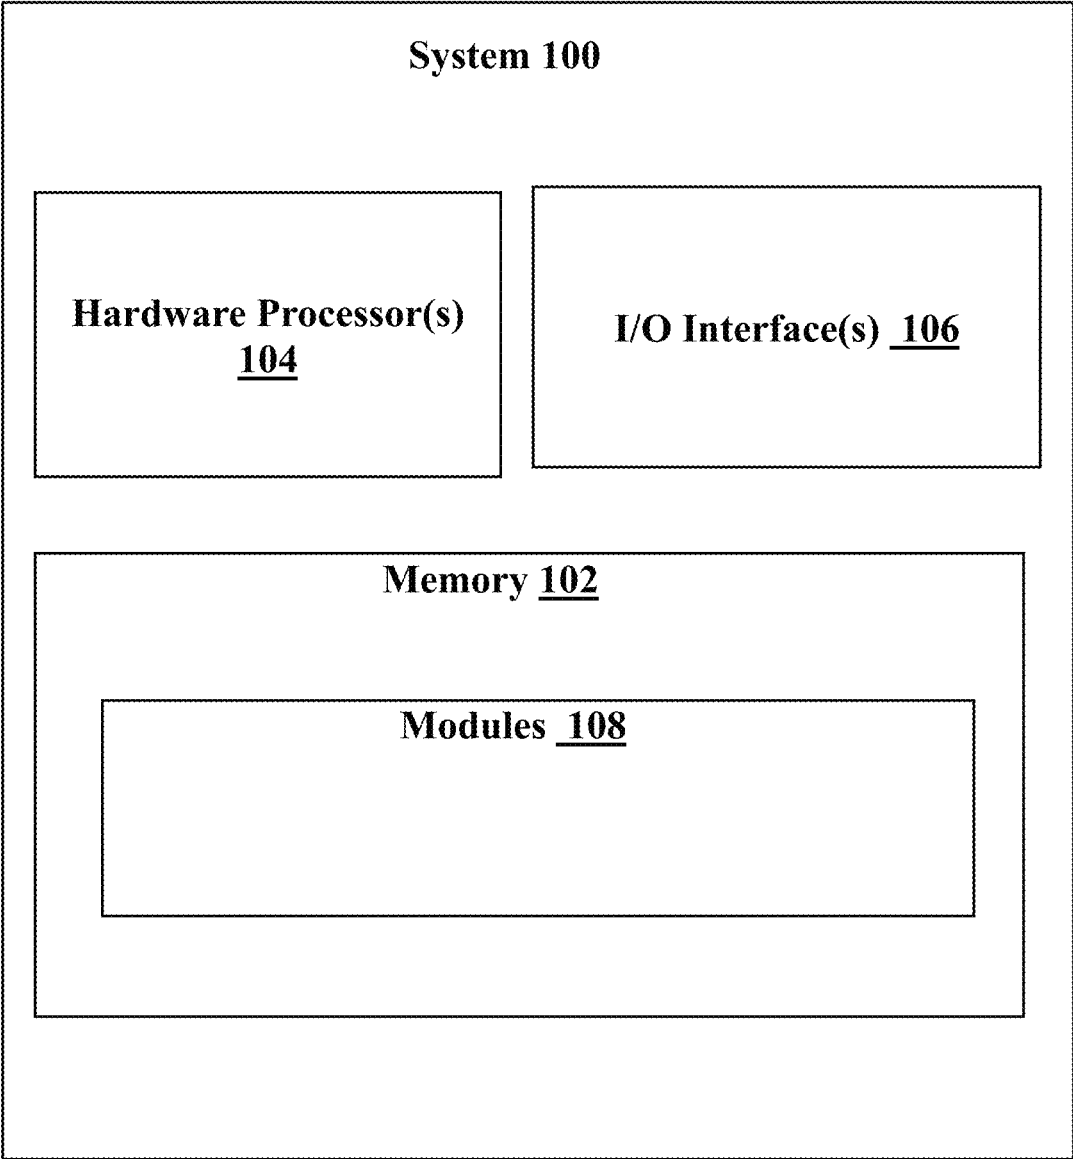 System 100
Hardware Processor(s)
104
I/O Interface(s) 106
Memory 102
Modules 108